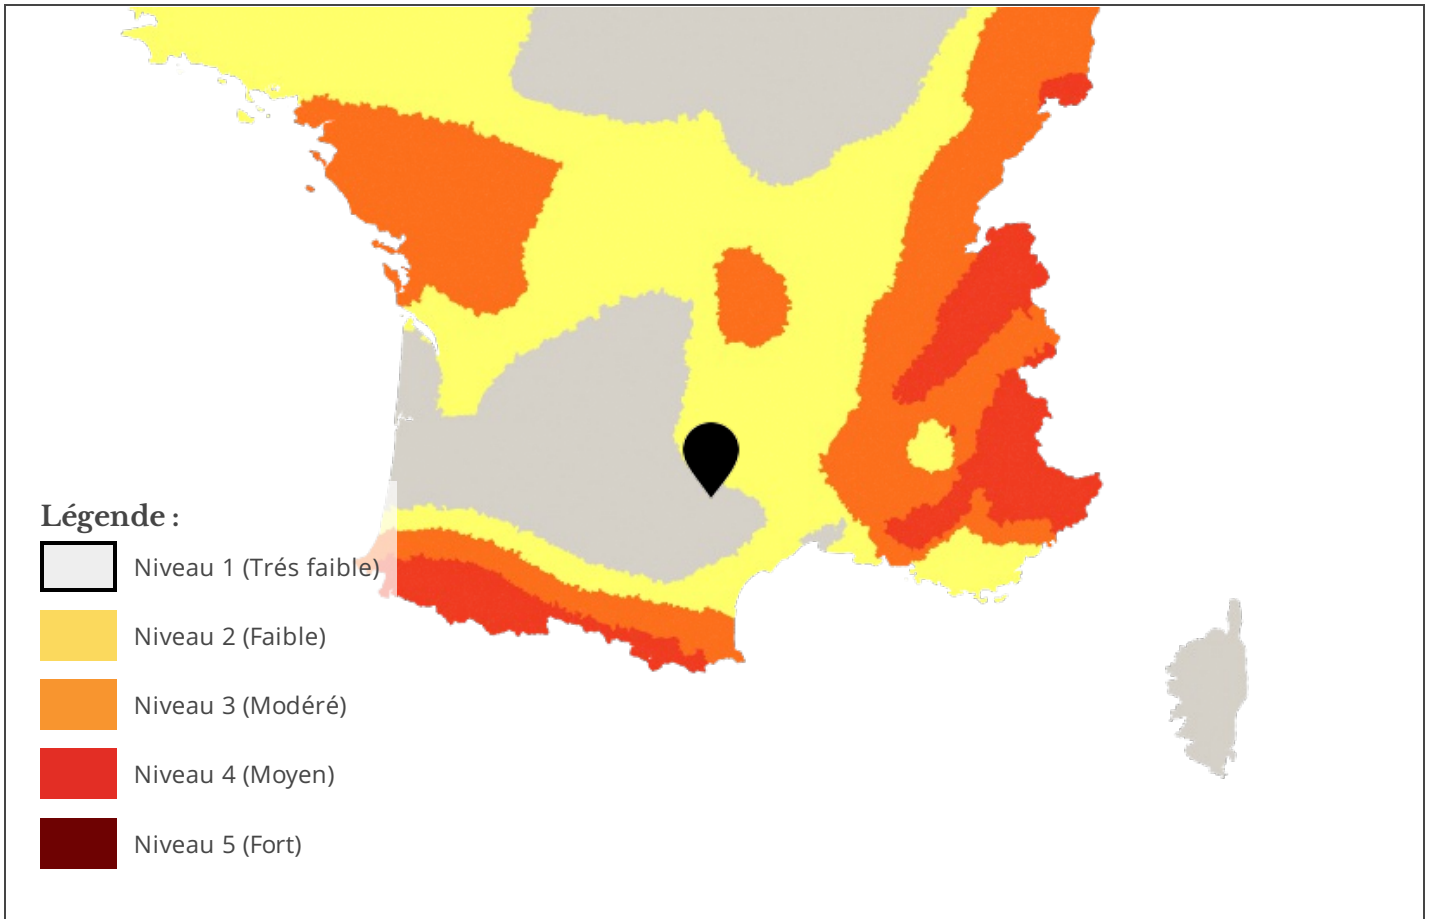 Légende :
Niveau 1 (Trés faible)
Niveau 2 (Faible)
Niveau 3 (Modéré)
Niveau 4 (Moyen)
Niveau 5 (Fort)